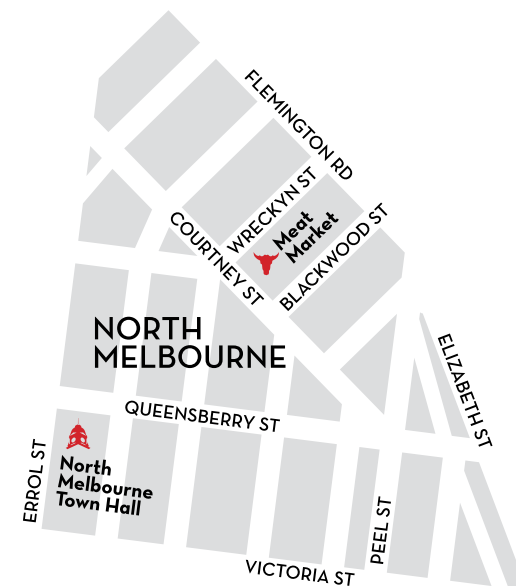 FLEMINGTON RD
WRECKYN ST
Meat
Market
COURTNEY ST
BLACKWOOD ST
NORTH
MELBOURNE
ELIZABETH ST
QUEENSBERRY ST
ERROL ST
North
Melbourne
Town Hall
PEEL ST
VICTORIA ST